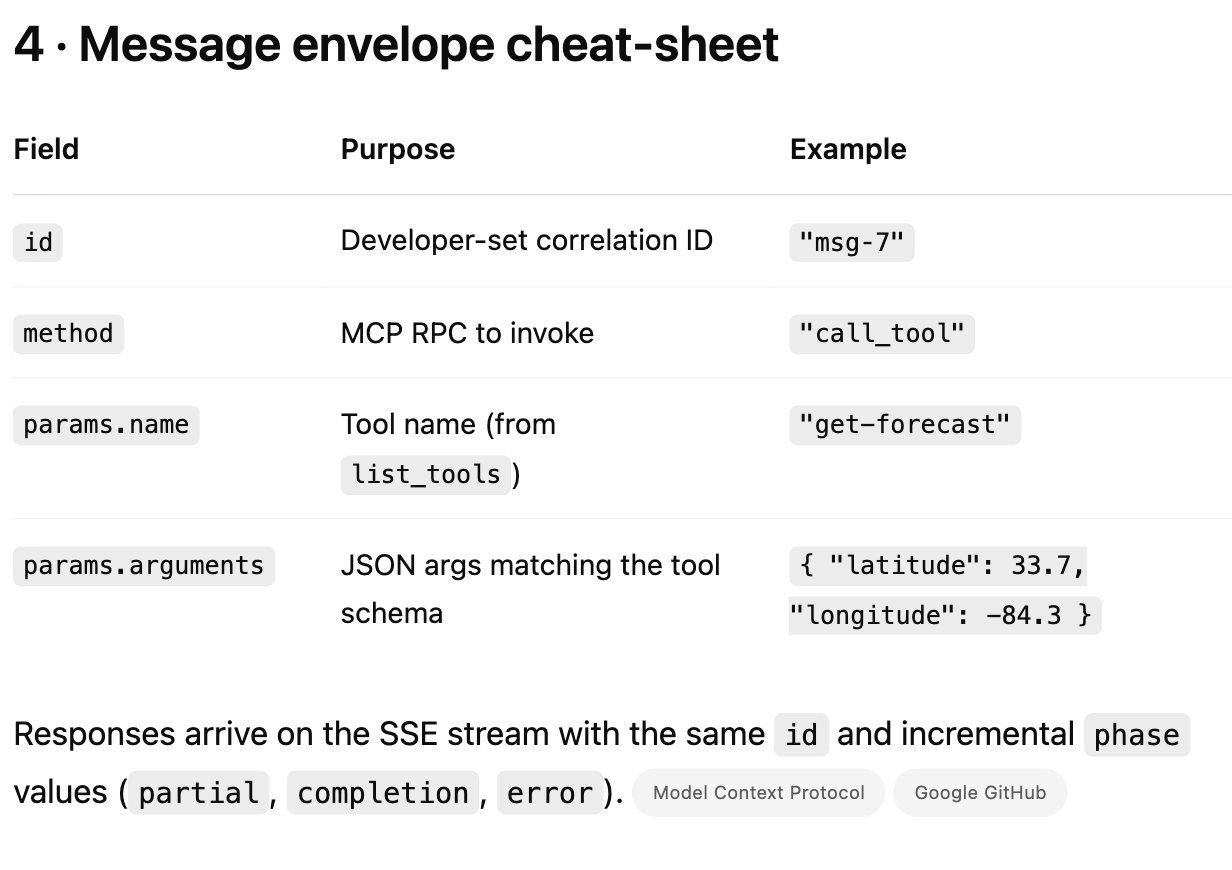 4 · Message envelope cheat-sheet
Field Purpose Example
id Developer-set correlation ID "msg-7"
method MCP RPC to invoke "call_tool"
params.name Tool name (from "get-forecast"
list_tools )
params.arguments JSON args matching the tool { "latitude": 33.7,
schema "longitude": -84.3 }
Responses arrive on the SSE stream with the same id and incremental phase
values ( partial , completion , error ). Model Context Protocol Google GitHub